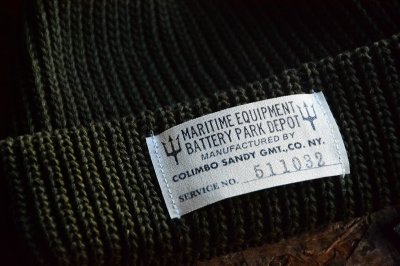 MARITIME EQUIPMENT
BATTERY PARK DEPOT
MANUFACTURED BY
COLIMBO SANDY GMT.,CO. NY.
SERVICE NO. 511032